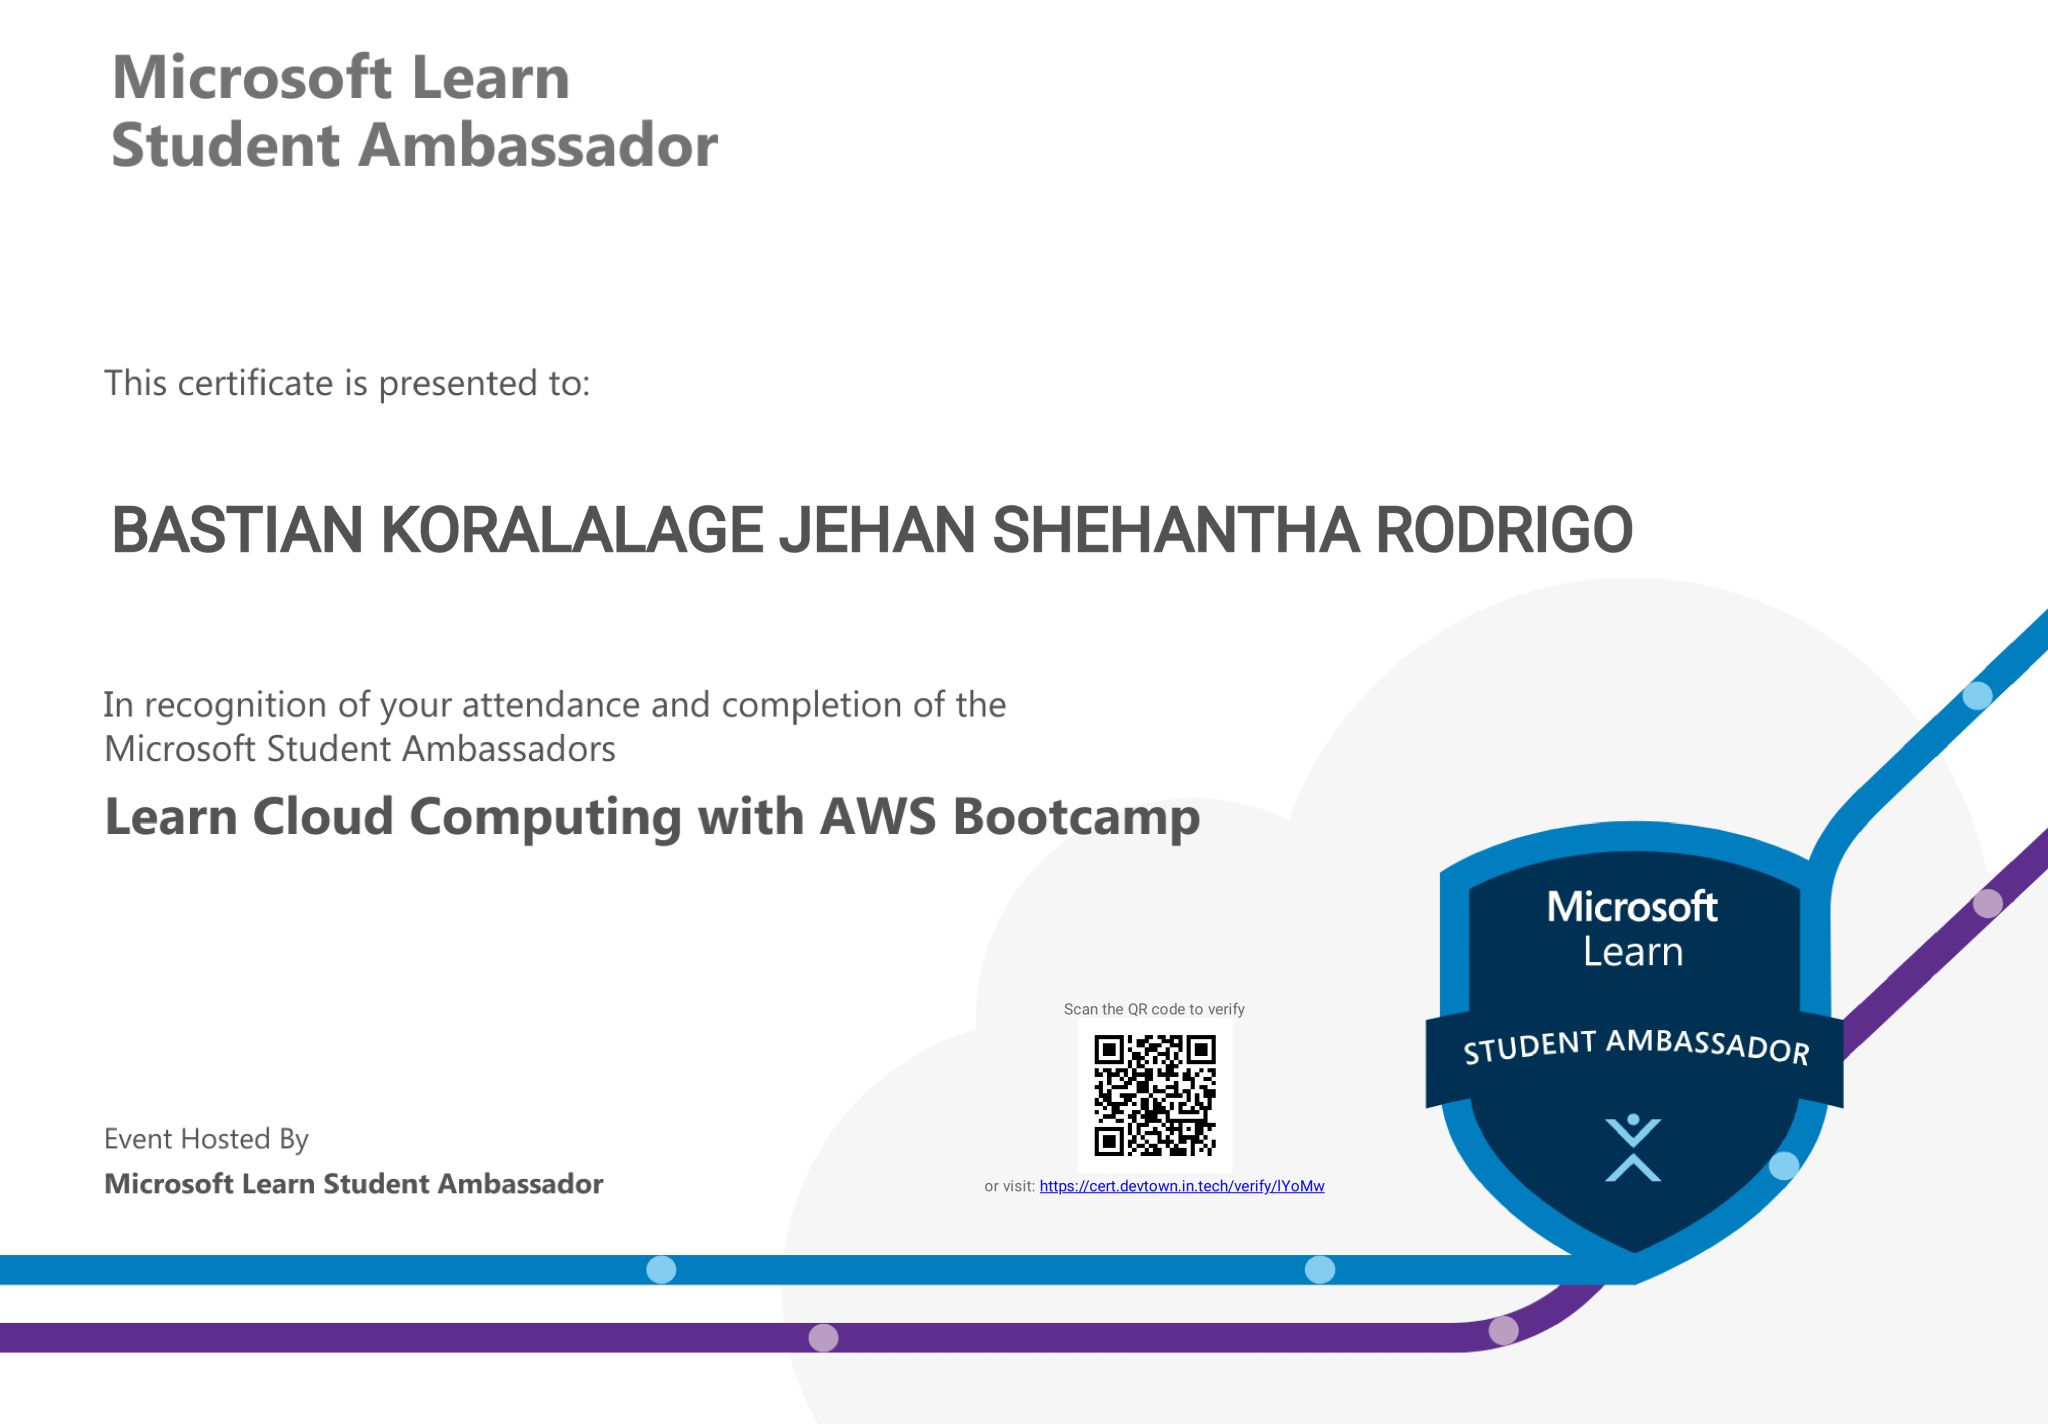 Microsoft Learn
Student Ambassador
This certificate is presented to:
BASTIAN KORALALAGE JEHAN SHEHANTHA RODRIGO
In recognition of your attendance and completion of the
Microsoft Student Ambassadors
Learn Cloud Computing with AWS Bootcamp
Microsoft
Learn
STUDENT AMBASSADOR
Scan the QR code to verify
or visit: https://cert.devtown.in.tech/verify/lYoMw
Event Hosted By
Microsoft Learn Student Ambassador